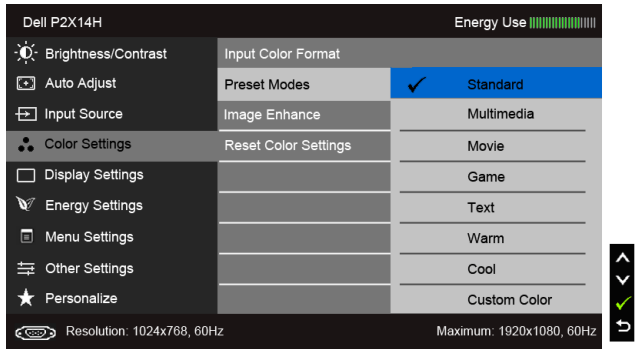 Dell P2X14H Energy Use
Brightness/Contrast Input Color Format
Auto Adjust Preset Modes Standard
Input Source Image Enhance Multimedia
Color Settings Reset Color Settings Movie
Display Settings Game
Energy Settings Text
Menu Settings Warm
Other Settings Cool
Personalize Custom Color
Resolution: 1024x768, 60Hz Maximum: 1920x1080, 60Hz